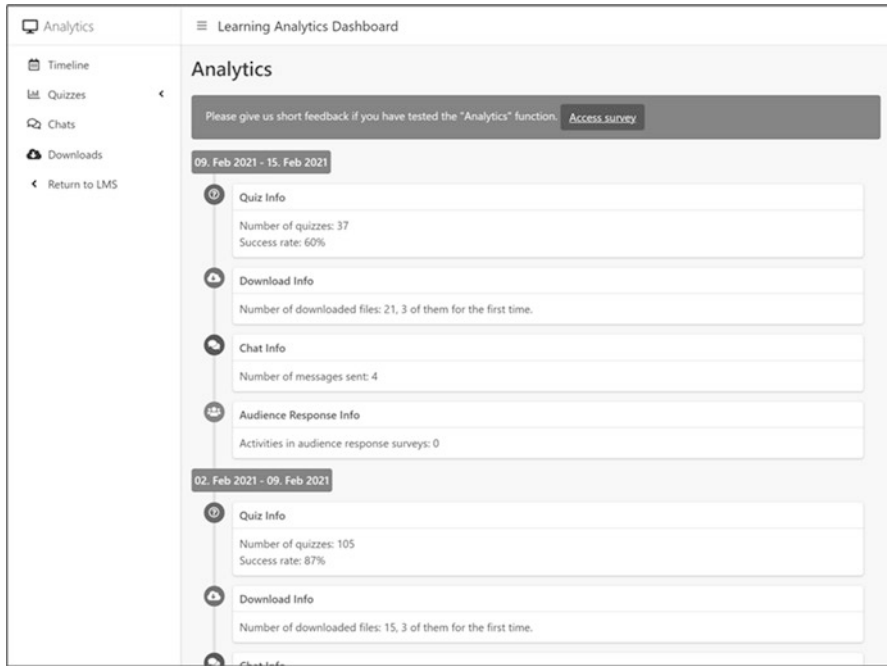 Analytics
Learning Analytics Dashboard
Timeline
Quizzes
Chats
Downloads
Return to LMS
Analytics
Please give us short feedback if you have tested the "Analytics" function. Access survey
09. Feb 2021 - 15. Feb 2021
Quiz Info
Number of quizzes: 37
Success rate: 60%
Download Info
Number of downloaded files: 21, 3 of them for the first time.
Chat Info
Number of messages sent: 4
Audience Response Info
Activities in audience response surveys: 0
02. Feb 2021 - 09. Feb 2021
Quiz Info
Number of quizzes: 105
Success rate: 87%
Download Info
Number of downloaded files: 15, 3 of them for the first time.
Chat Info